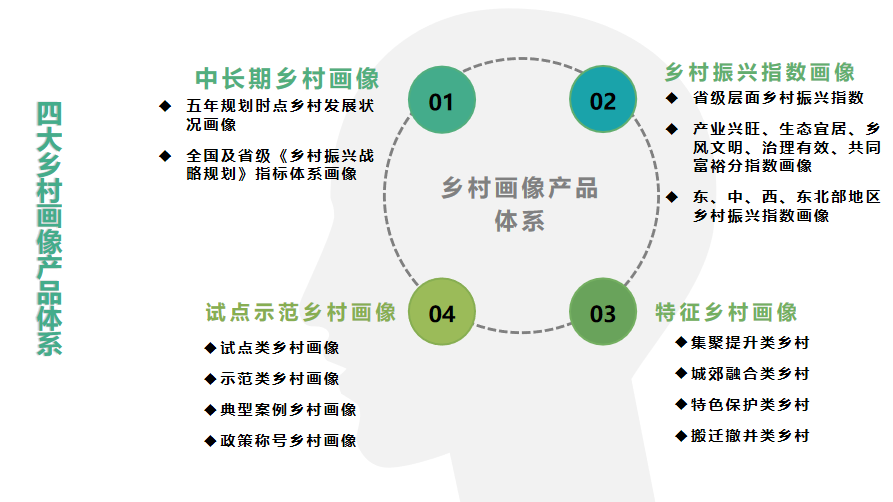 四大乡村画像产品体系
中长期乡村画像
◆ 五年规划时点乡村发展状
况画像
◆ 全国及省级《乡村振兴战
略规划》指标体系画像
01
02
乡村振兴指数画像
◆ 省级层面乡村振兴指数
◆ 产业兴旺、生态宜居、乡
风文明、治理有效、共同
富裕分指数画像
◆ 东、中、西、东北部地区
乡村振兴指数画像
乡村画像产品
体系
03
特征乡村画像
◆集聚提升类乡村
◆城郊融合类乡村
◆特色保护类乡村
◆搬迁撤并类乡村
04
试点示范乡村画像
◆试点类乡村画像
◆示范类乡村画像
◆典型案例乡村画像
◆政策称号乡村画像